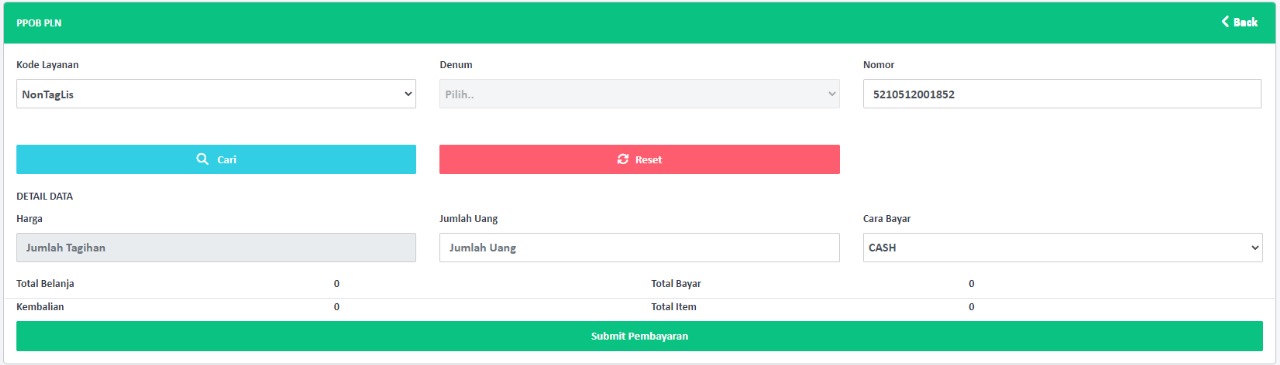 PPOB PLN
Back
Kode Layanan
Denum
Nomor
NonTagLis
Pilih..
5210512001852
Cari
Reset
DETAIL DATA
Harga
Jumlah Uang
Cara Bayar
Jumlah Tagihan
Jumlah Uang
CASH
Total Belanja 0 Total Bayar 0
Kembalian 0 Total Item 0
Submit Pembayaran